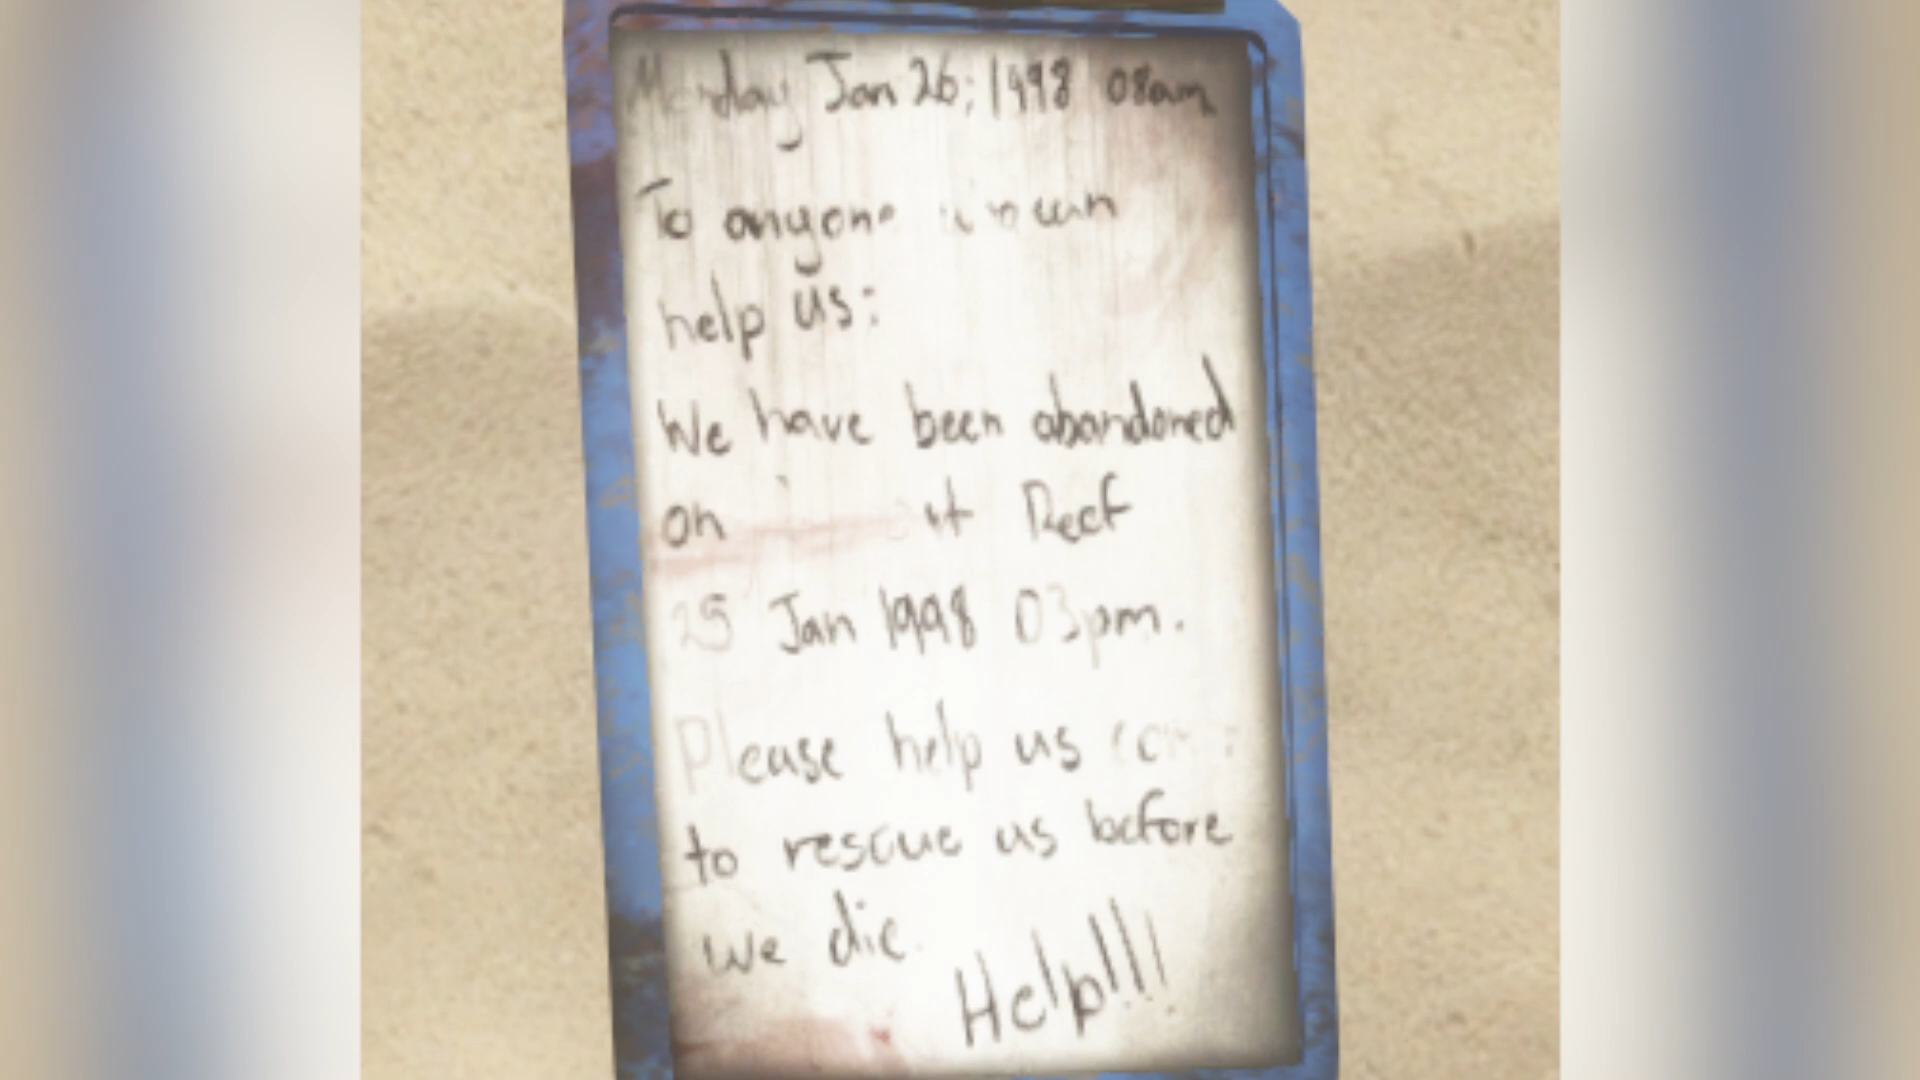 Monday Jan 26; 1998 08am
To anyone can
help us:
We have been abandoned
on Reef
25 Jan 1998 03pm.
Please help us
to rescue us before
we die.
Help!!!